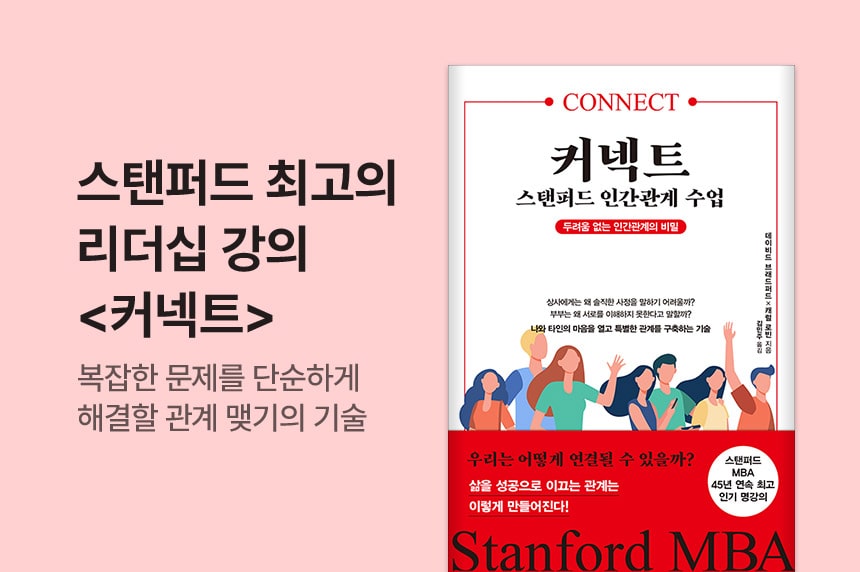 스탠퍼드 최고의
리더십 강의
<커넥트>
복잡한 문제를 단순하게
해결할 관계 맺기의 기술
CONNECT
커넥트
스탠퍼드 인간관계 수업
두려움 없는 인간관계의 비밀
데이비드 브래드퍼드×캐럴 로빈 지음
김민주 옮김
상사에게는 왜 솔직한 사정을 말하기 어려울까?
부부는 왜 서로를 이해하지 못한다고 말할까?
나와 타인의 마음을 열고 특별한 관계를 구축하는 기술
우리는 어떻게 연결될 수 있을까?
삶을 성공으로 이끄는 관계는
이렇게 만들어진다!
스탠퍼드
MBA
45년 연속 최고
인기 명강의
Stanford MBA